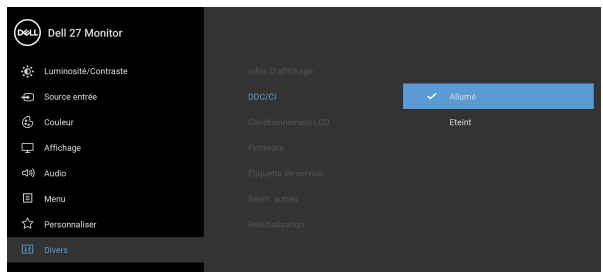 DELL Dell 27 Monitor
Luminosité/Contraste
Source entrée
Couleur
Affichage
Audio
Menu
Personnaliser
Divers
Infos D'affichage
DDC/CI
Condtionnement LCD
Firmware
Étiquette de service
Réinit. autres
Réinitialisation
Allumé
Eteint